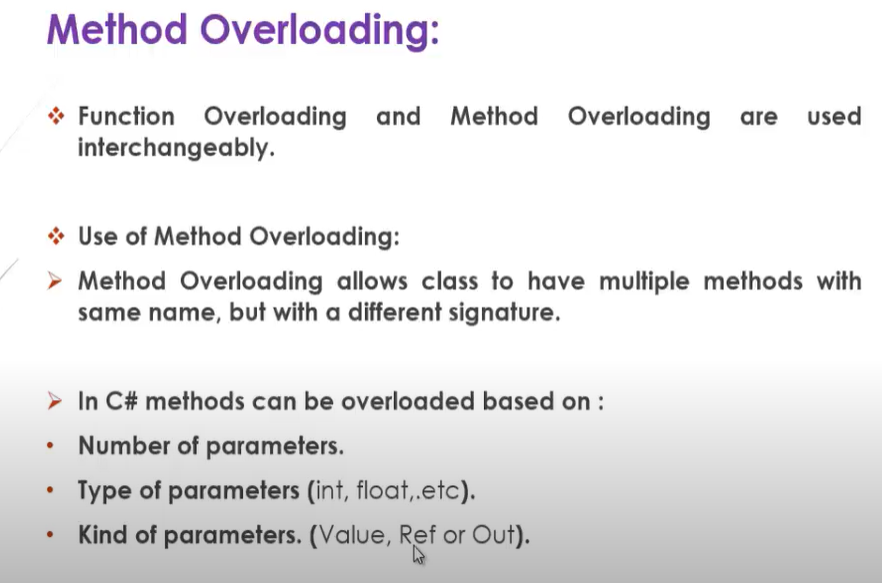 Method Overloading:
Function Overloading and Method Overloading are used
interchangeably.
Use of Method Overloading:
Method Overloading allows class to have multiple methods with
same name, but with a different signature.
In C# methods can be overloaded based on :
Number of parameters.
Type of parameters (int, float,.etc).
Kind of parameters. (Value, Ref or Out).